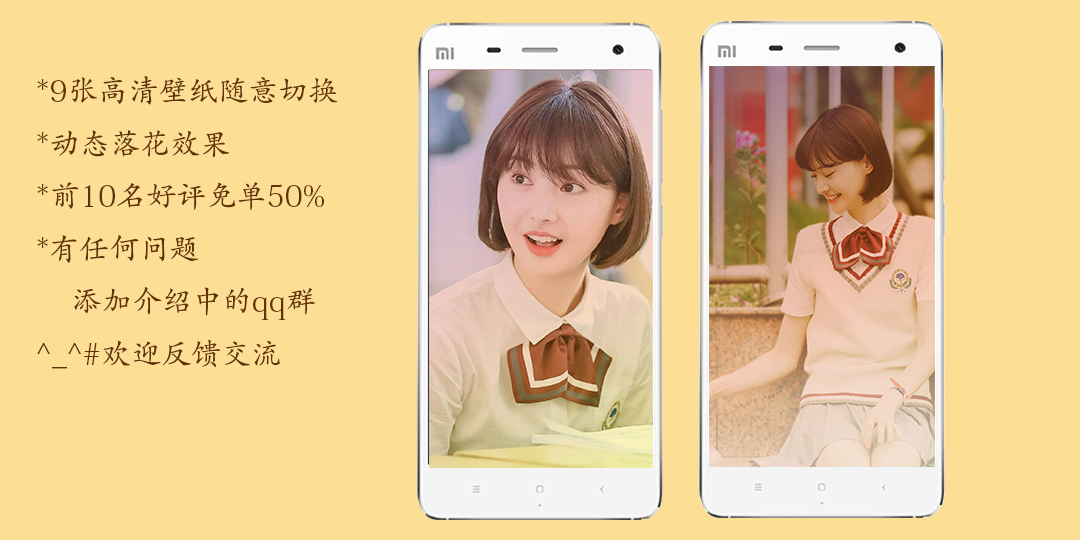 *9张高清壁纸随意切换
*动态落花效果
*前10名好评免单50%
*有任何问题
添加介绍中的qq群
^_^#欢迎反馈交流
MI
MI